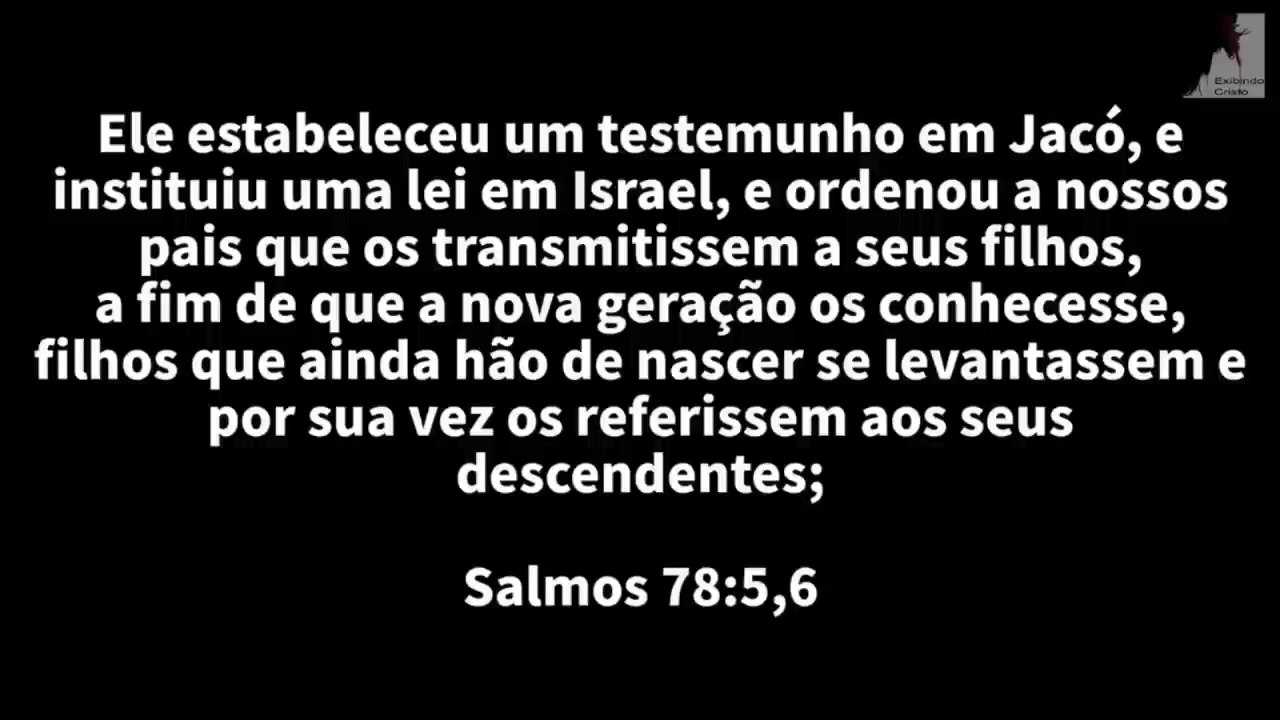 Exibindo
Cristo
Ele estabeleceu um testemunho em Jacó, e
instituiu uma lei em Israel, e ordenou a nossos
pais que os transmitissem a seus filhos,
a fim de que a nova geração os conhecesse,
filhos que ainda hão de nascer se levantassem e
por sua vez os referissem aos seus
descendentes;
Salmos 78:5,6